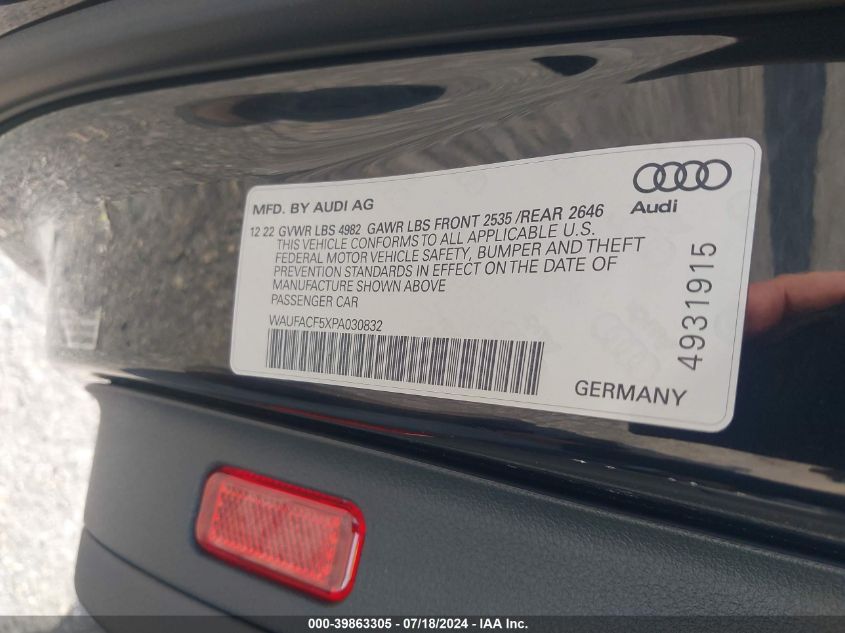 MFD. BY AUDI AG
Audi
12 22 GVWR LBS 4982 GAWR LBS FRONT 2535 /REAR 2646
THIS VEHICLE CONFORMS TO ALL APPLICABLE U.S.
FEDERAL MOTOR VEHICLE SAFETY, BUMPER AND THEFT
PREVENTION STANDARDS IN EFFECT ON THE DATE OF
MANUFACTURE SHOWN ABOVE
PASSENGER CAR
WAUFACF5XPA030832
4931915
GERMANY
000-39863305 - 07/18/2024 - IAA Inc.